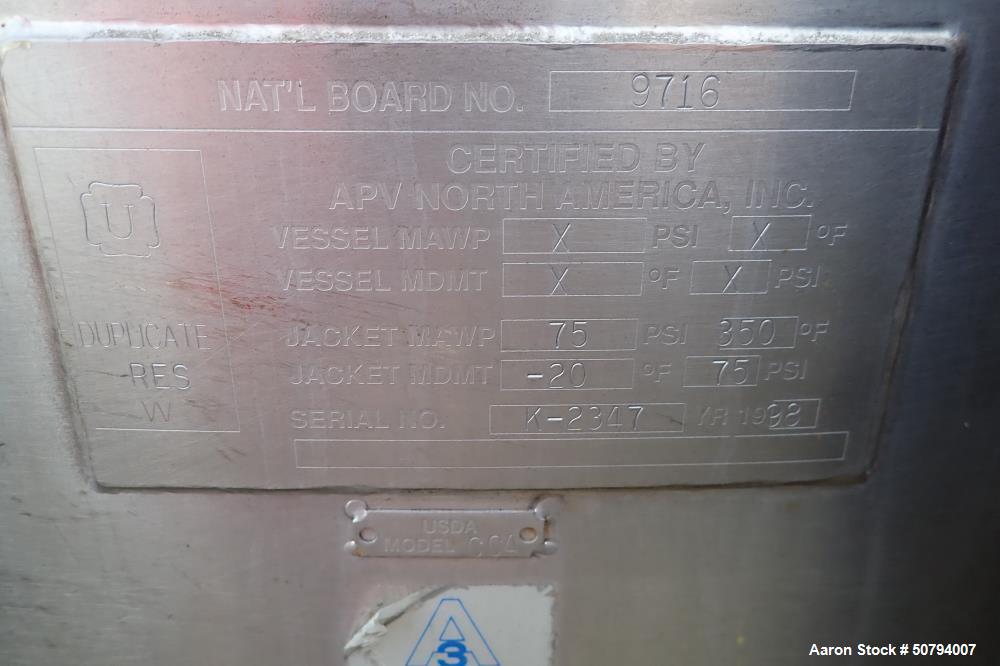 NAT'L BOARD NO. 9716
CERTIFIED BY
APV NORTH AMERICA, INC.
U
VESSEL MAWP X PSI X °F
VESSEL MDMT X °F X PSI
DUPLICATE
RES
W
JACKET MAWP 75 PSI 350 °F
JACKET MDMT -20 °F 75 PSI
SERIAL NO. K-2347 YR 1998
USDA
MODEL
A
3
Aaron Stock # 50794007